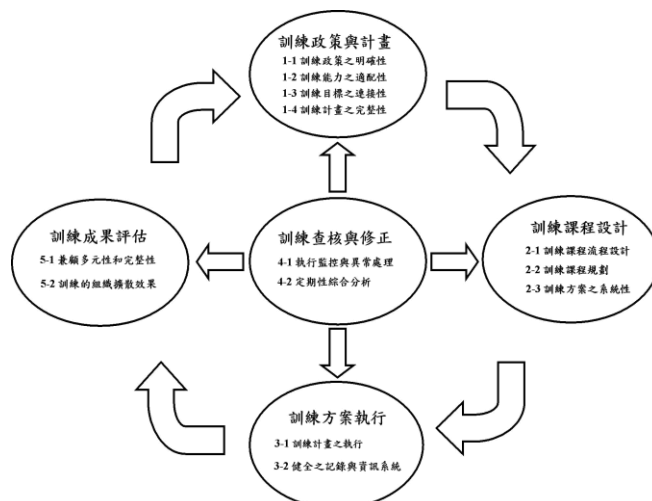 訓練政策與計畫
1-1 訓練政策之明確性
1-2 訓練能力之適配性
1-3 訓練目標之連接性
1-4 訓練計畫之完整性
訓練成果評估
5-1 兼顧多元性和完整性
5-2 訓練的組織擴散效果
訓練查核與修正
4-1 執行監控與異常處理
4-2 定期性綜合分析
訓練課程設計
2-1 訓練課程流程設計
2-2 訓練課程規劃
2-3 訓練方案之系統性
訓練方案執行
3-1 訓練計畫之執行
3-2 健全之記錄與資訊系統